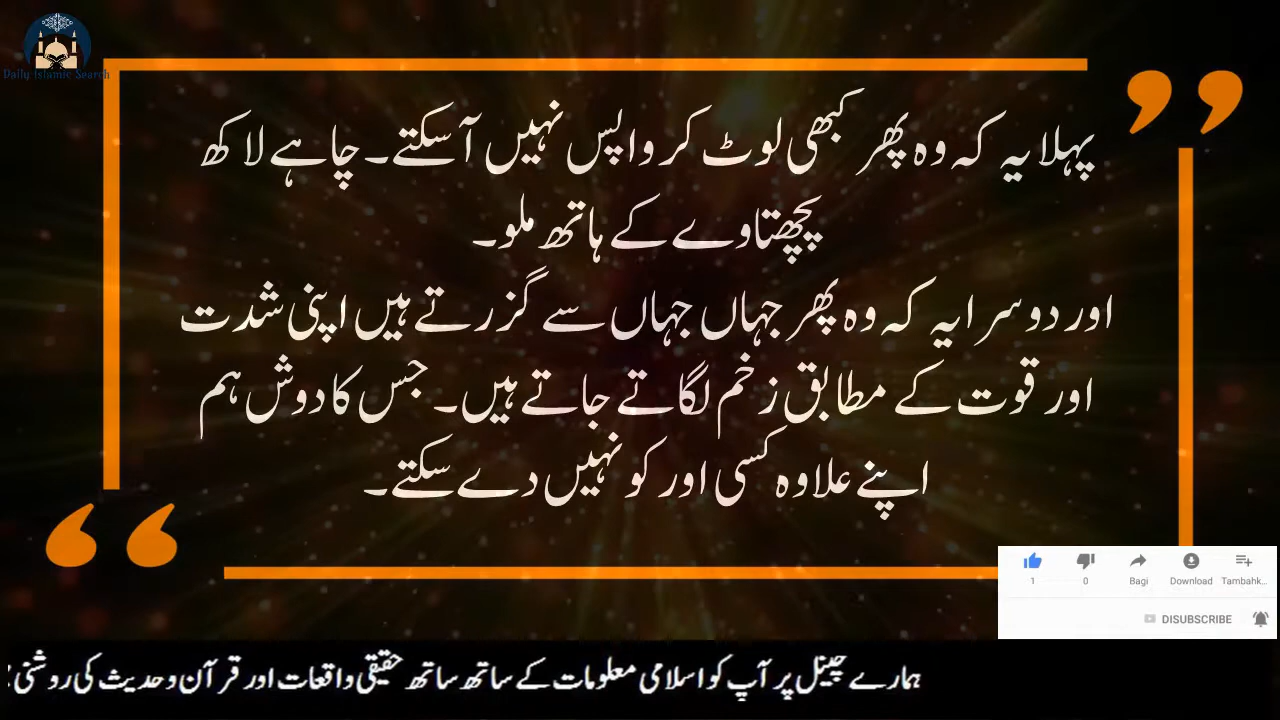 Daily Islamic Search
پہلا یہ کہ وہ پھر کبھی لوٹ کر واپس نہیں آ سکتے۔ چاہے لاکھ
پچھتاوے کے ہاتھ ملو۔
اور دوسرا یہ کہ وہ پھر جہاں جہاں سے گزرتے ہیں اپنی شدت
اور قوت کے مطابق زخم لگاتے جاتے ہیں۔ جس کا دوش ہم
اپنے علاوہ کسی اور کو نہیں دے سکتے۔
1 0 Bagi Download Tambahk...
DISUBSCRIBE
ہمارے چینل پر آپ کو اسلامی معلومات کے ساتھ ساتھ حقیقی واقعات اور قرآن و حدیث کی روشنی